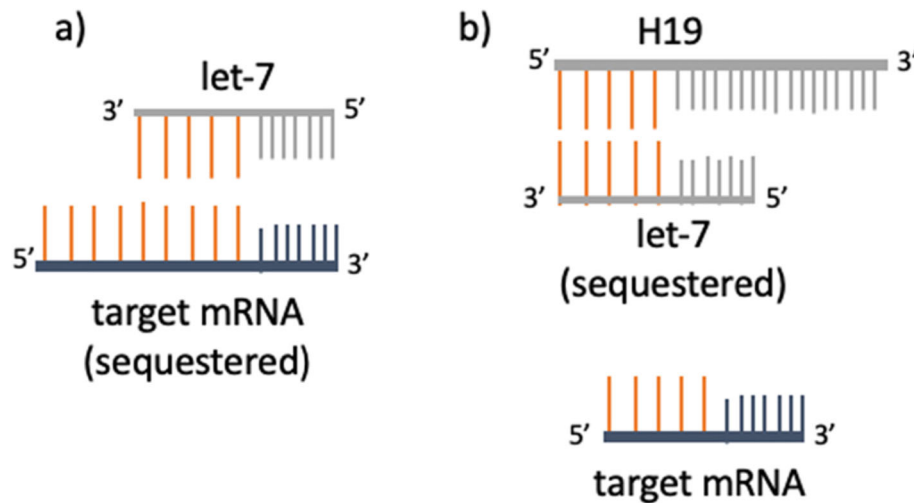 a)
let-7
3’ 5’
5’ 3’
target mRNA
(sequestered)
b)
H19
5’ 3’
3’ 5’
let-7
(sequestered)
5’ 3’
target mRNA